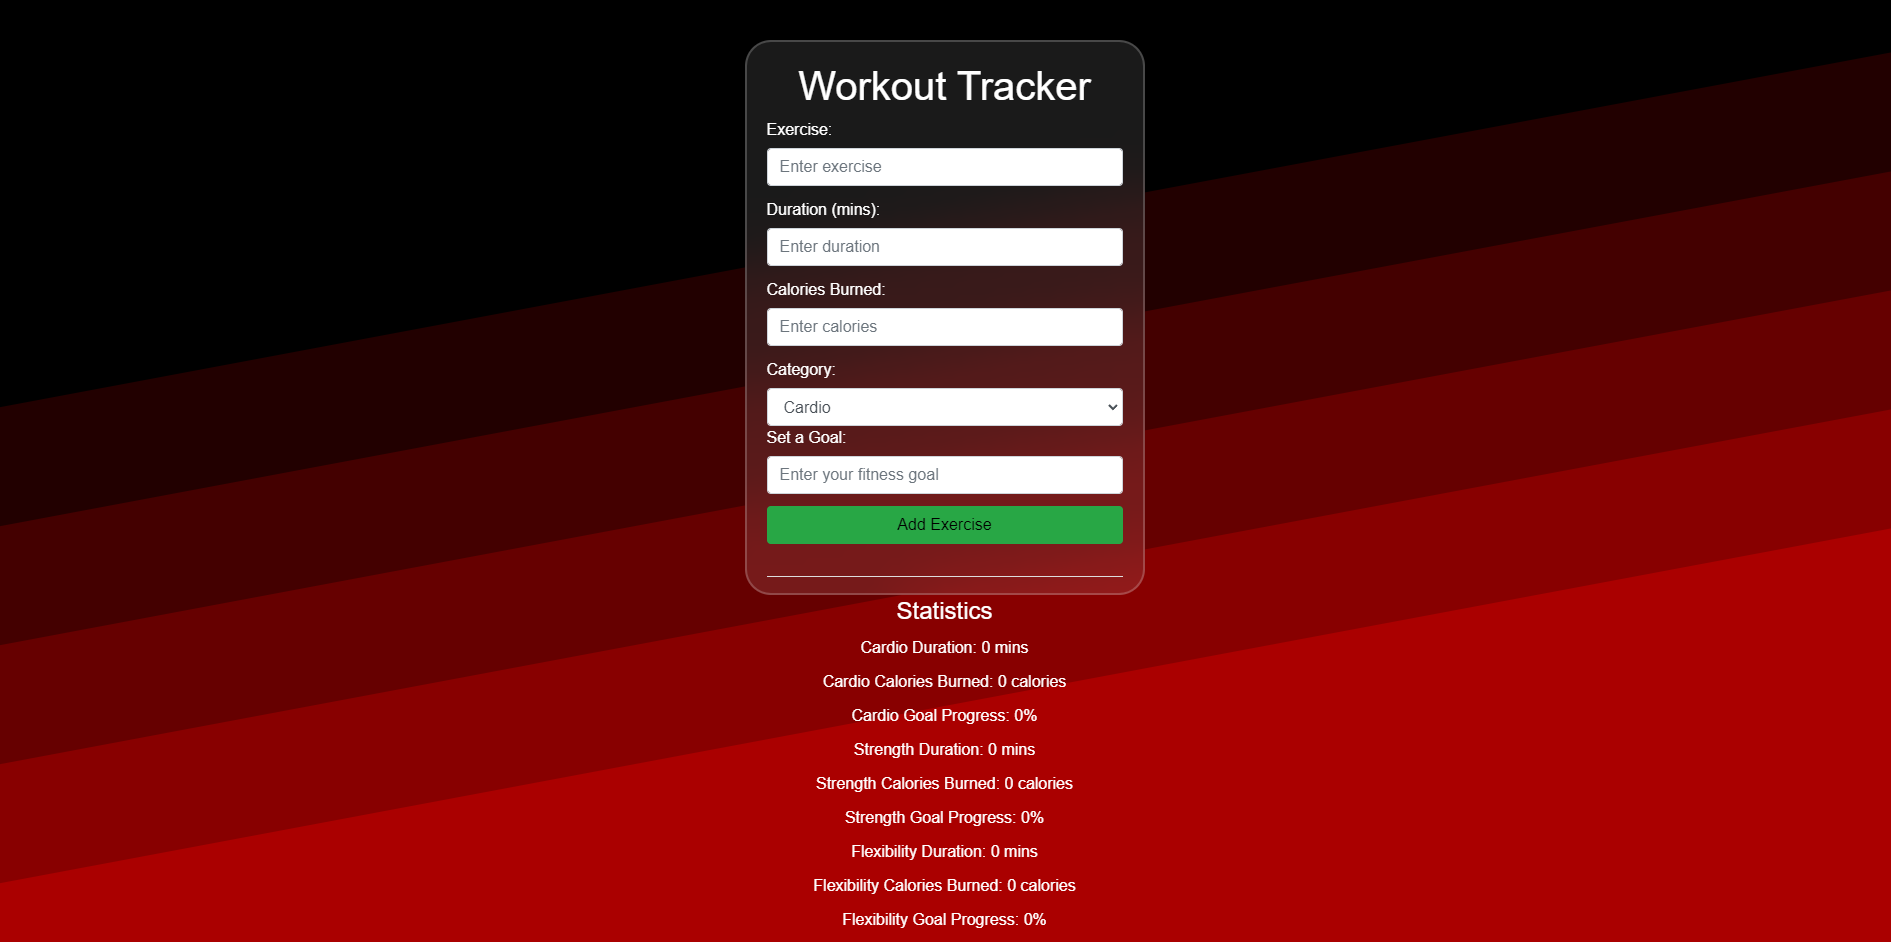 Workout Tracker
Exercise:
Enter exercise
Duration (mins):
Enter duration
Calories Burned:
Enter calories
Category:
Cardio
Set a Goal:
Enter your fitness goal
Add Exercise
Statistics
Cardio Duration: 0 mins
Cardio Calories Burned: 0 calories
Cardio Goal Progress: 0%
Strength Duration: 0 mins
Strength Calories Burned: 0 calories
Strength Goal Progress: 0%
Flexibility Duration: 0 mins
Flexibility Calories Burned: 0 calories
Flexibility Goal Progress: 0%